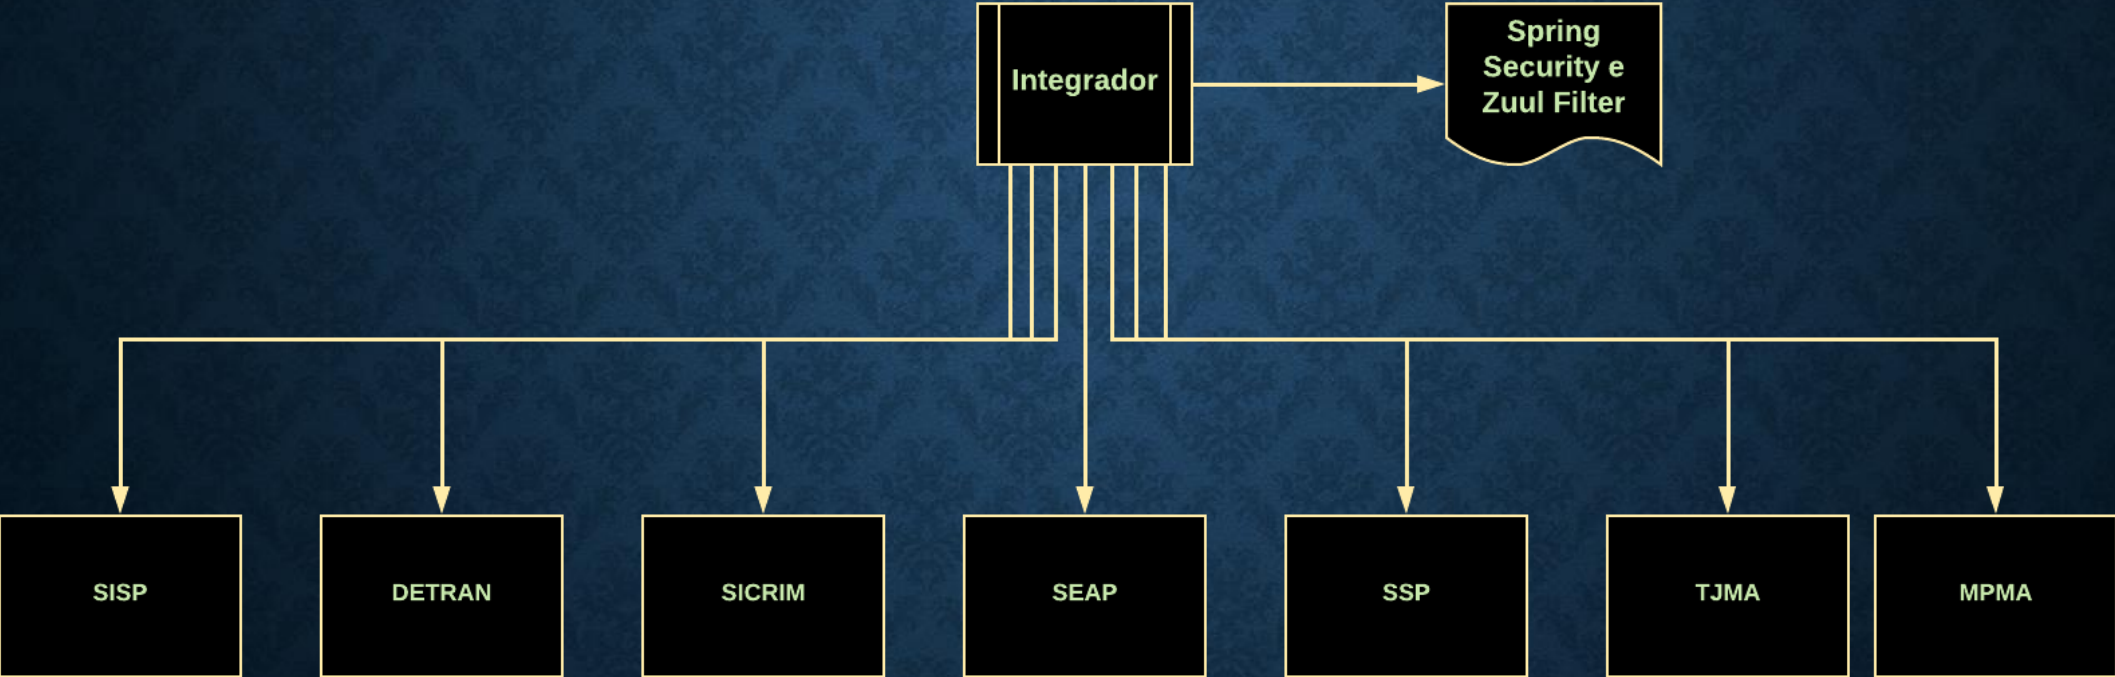 Integrador
Spring
Security e
Zuul Filter
SISP
DETRAN
SICRIM
SEAP
SSP
TJMA
MPMA